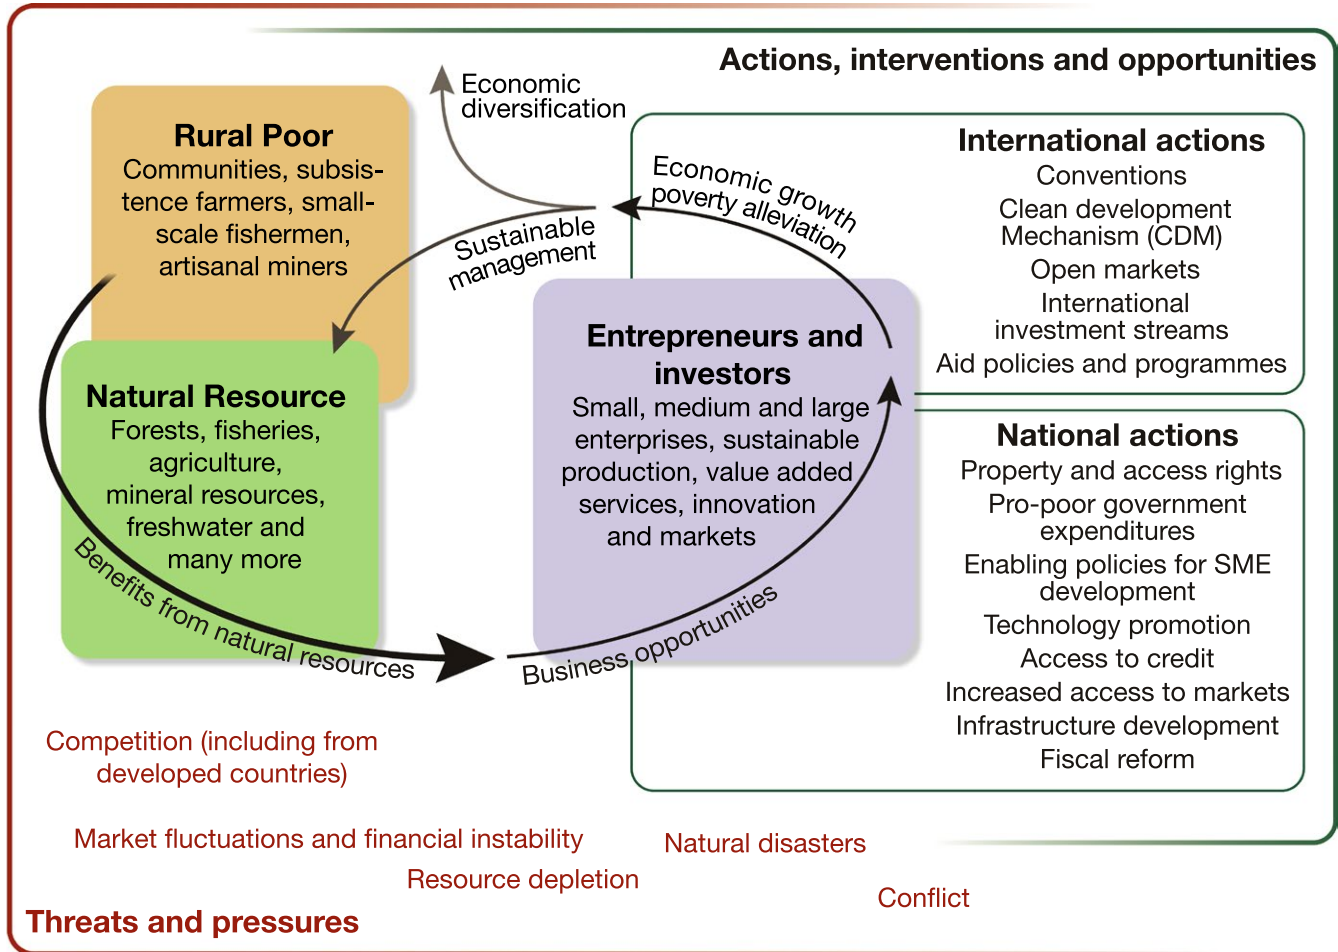 Actions, interventions and opportunities
Economic
diversification
Rural Poor
Communities, subsis-
tence farmers, small-
scale fishermen,
artisanal miners
Economic growth
poverty alleviation
Sustainable
management
Natural Resource
Forests, fisheries,
agriculture,
mineral resources,
freshwater and
many more
Benefits from natural resources
Entrepreneurs and
investors
Small, medium and large
enterprises, sustainable
production, value added
services, innovation
and markets
Business opportunities
International actions
Conventions
Clean development
Mechanism (CDM)
Open markets
International
investment streams
Aid policies and programmes
National actions
Property and access rights
Pro-poor government
expenditures
Enabling policies for SME
development
Technology promotion
Access to credit
Increased access to markets
Infrastructure development
Fiscal reform
Competition (including from
developed countries)
Market fluctuations and financial instability
Natural disasters
Resource depletion
Conflict
Threats and pressures